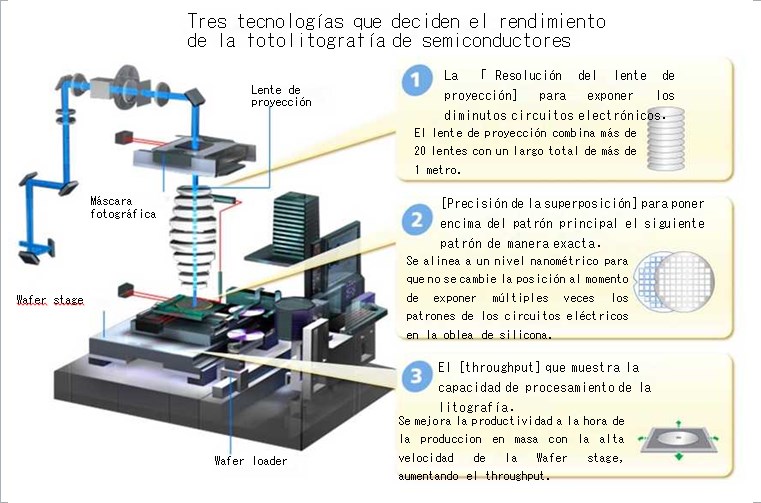 Tres tecnologías que deciden el rendimiento
de la fotolitografía de semiconductores
Lente de
proyección
Máscara
fotográfica
Wafer stage
Wafer loader
1
La 「Resolución del lente de
proyección] para exponer los
diminutos circuitos electrónicos.
El lente de proyección combina más de
20 lentes con un largo total de más de
1 metro.
2
[Precisión de la superposición] para poner
encima del patrón principal el siguiente
patrón de manera exacta.
Se alinea a un nivel nanométrico para
que no se cambie la posición al momento
de exponer múltiples veces los
patrones de los circuitos eléctricos
en la oblea de silicona.
3
El [throughput] que muestra la
capacidad de procesamiento de la
litografía.
Se mejora la productividad a la hora de
la produccion en masa con la alta
velocidad de la Wafer stage,
aumentando el throughput.